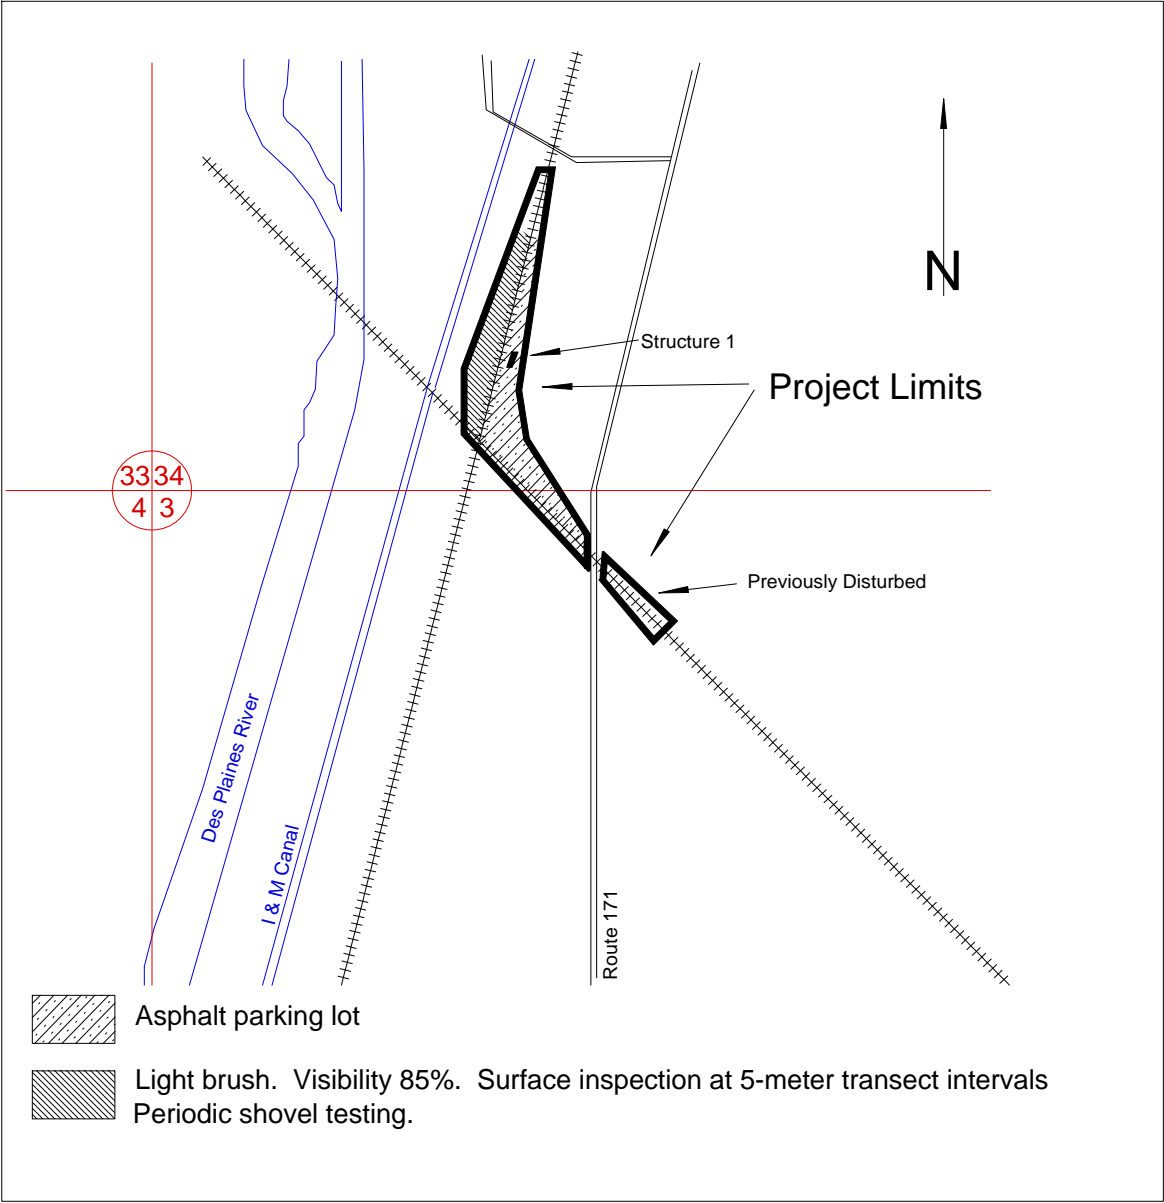 N
Structure 1
Project Limits
33 34
4 3
Previously Disturbed
Des Plaines River
I & M Canal
Route 171
Asphalt parking lot
Light brush. Visibility 85%. Surface inspection at 5-meter transect intervals
Periodic shovel testing.